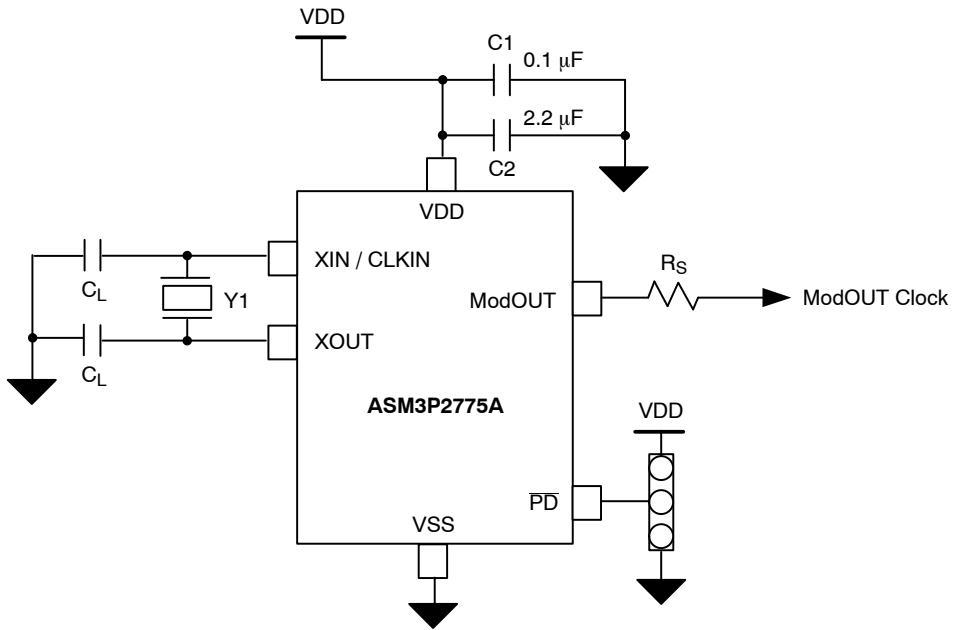 VDD
C1
0.1 μF
2.2 μF
C2
VDD
XIN / CLKIN
CL
Y1
RS
ModOUT
ModOUT Clock
XOUT
CL
ASM3P2775A
VDD
PD
VSS